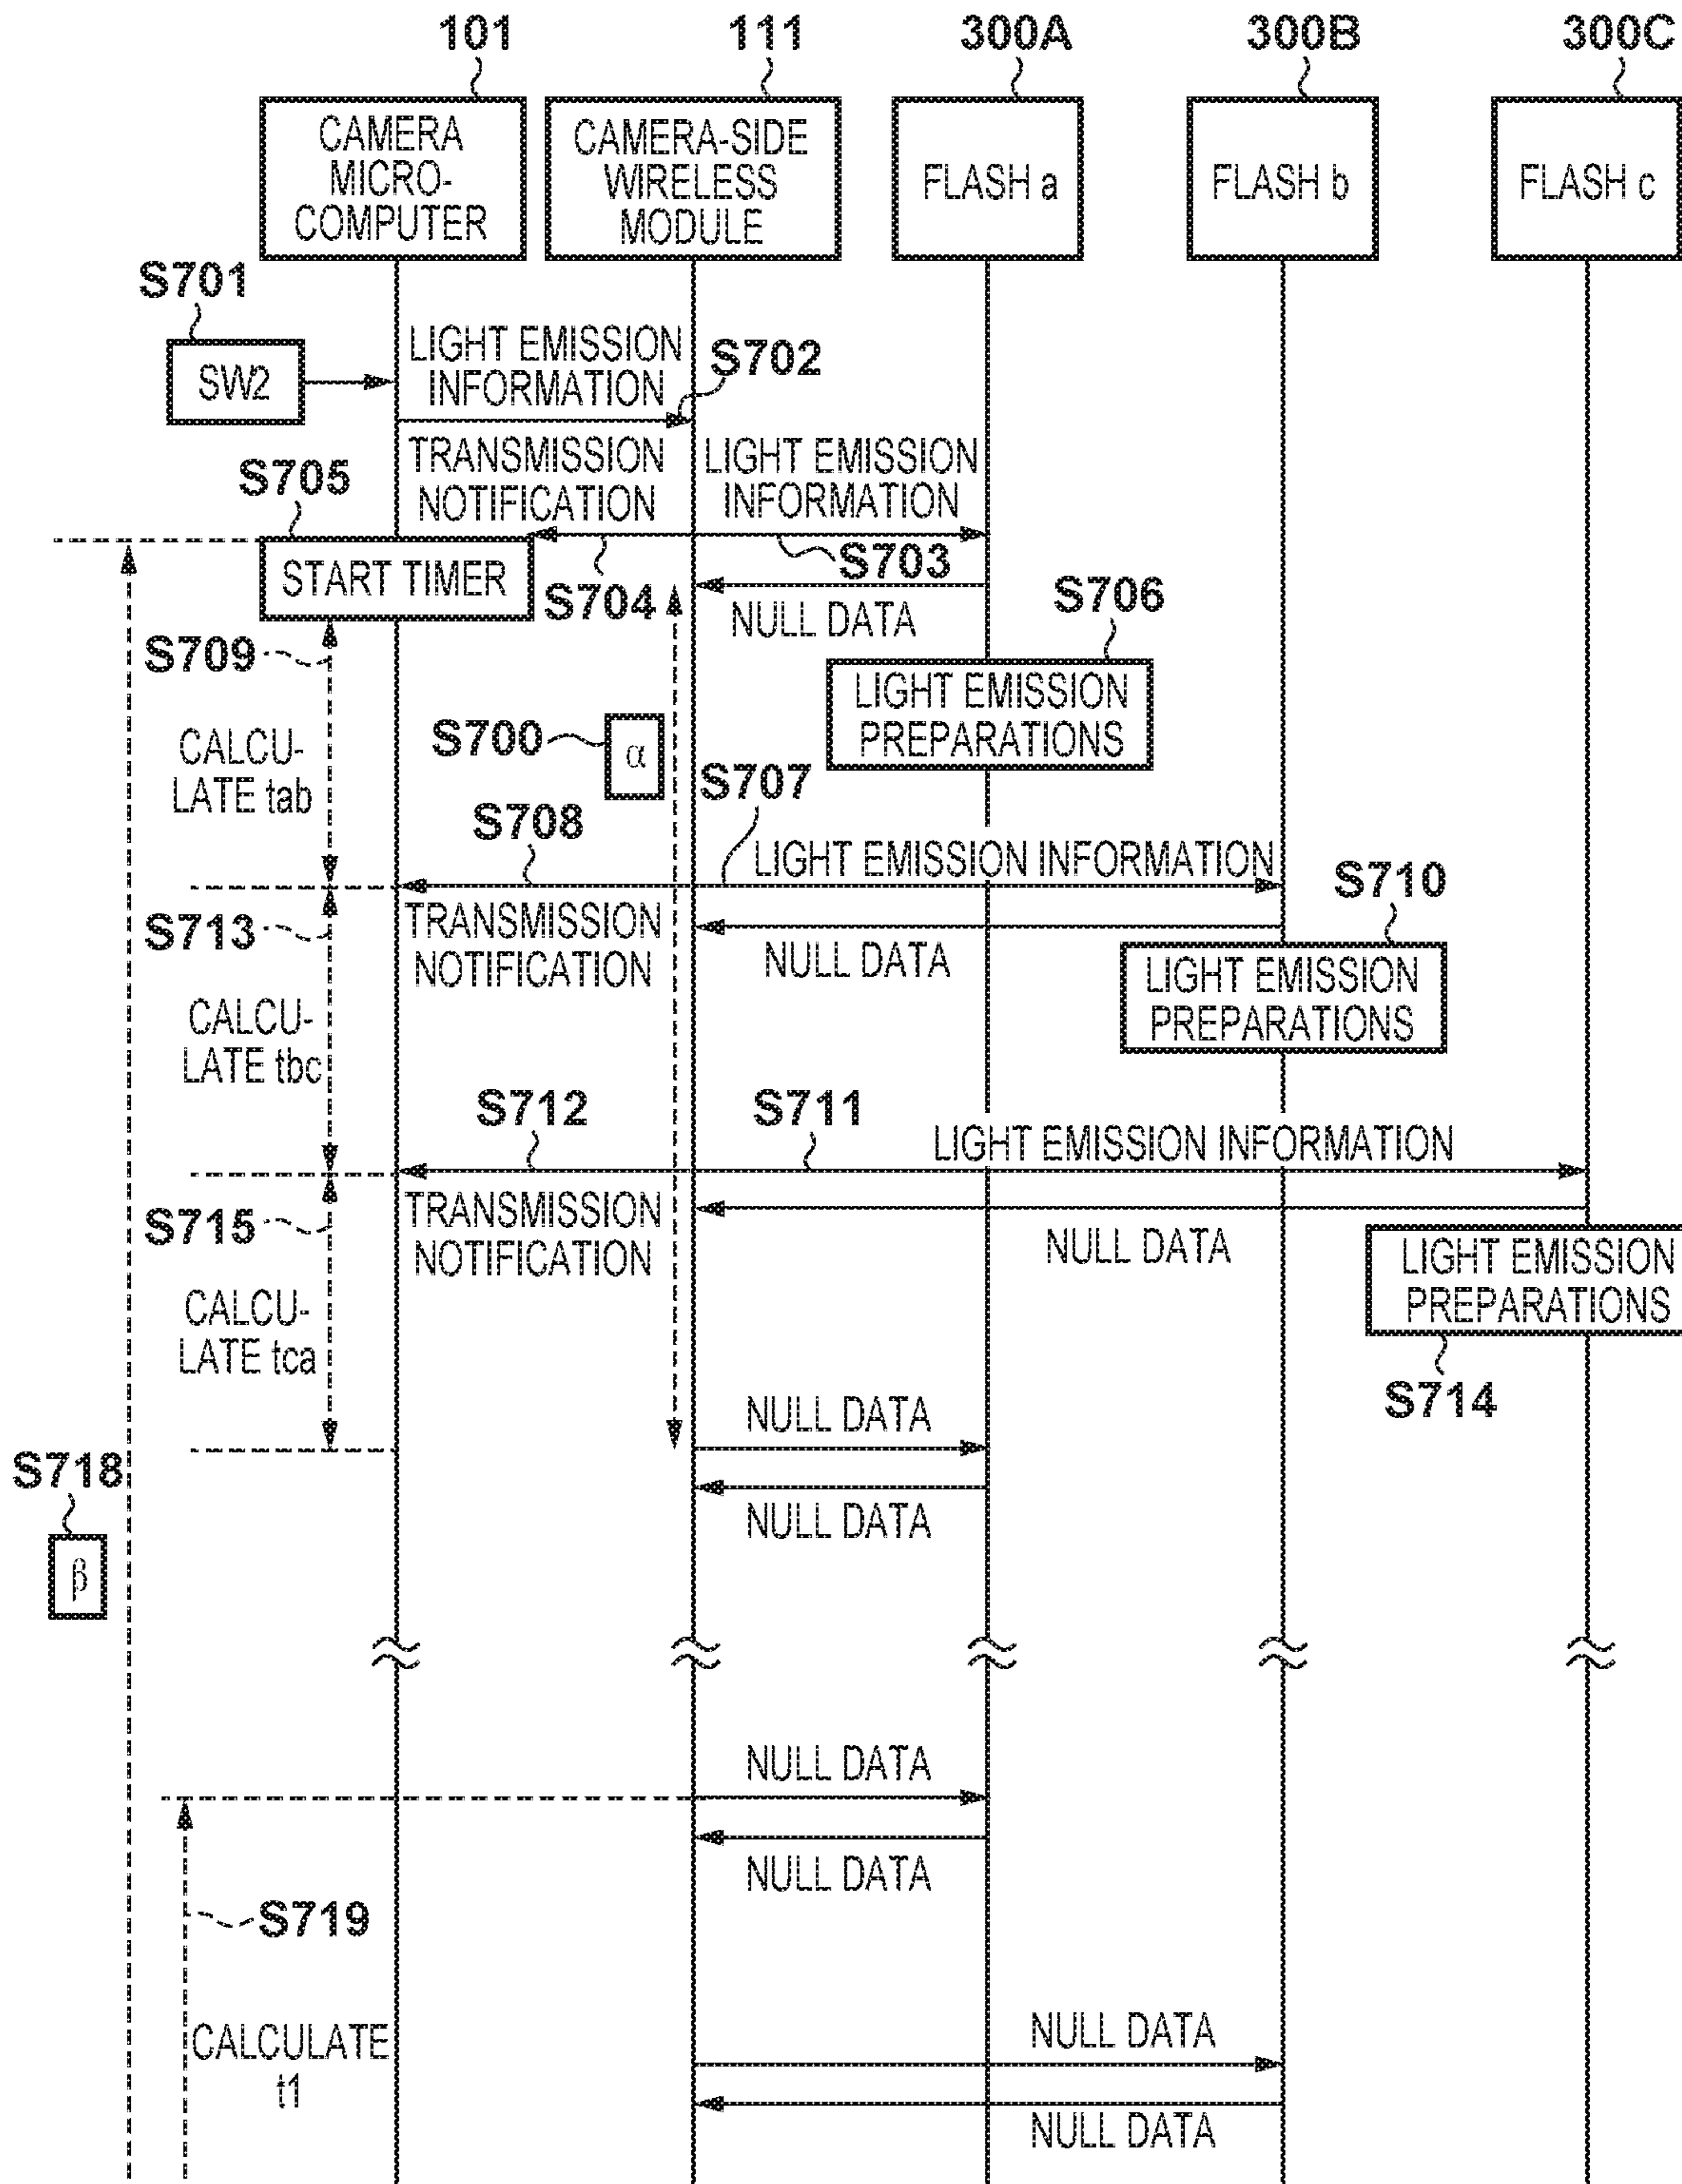 101
111
300A
300B
300C
CAMERA
MICRO-
COMPUTER
CAMERA-SIDE
WIRELESS
MODULE
FLASH a
FLASH b
FLASH c
S701
SW2
LIGHT EMISSION
INFORMATION
S702
S705
TRANSMISSION
NOTIFICATION
LIGHT EMISSION
INFORMATION
START TIMER
S704
S703
NULL DATA
S706
S709
LIGHT EMISSION
PREPARATIONS
S700
α
CALCU-
LATE tab
S707
S708
LIGHT EMISSION INFORMATION
S710
S713
TRANSMISSION
NOTIFICATION
NULL DATA
LIGHT EMISSION
PREPARATIONS
CALCU-
LATE tbc
S712
S711
LIGHT EMISSION INFORMATION
S715
TRANSMISSION
NOTIFICATION
NULL DATA
LIGHT EMISSION
PREPARATIONS
CALCU-
LATE tca
S714
NULL DATA
S718
NULL DATA
β
NULL DATA
NULL DATA
S719
CALCULATE
t1
NULL DATA
NULL DATA